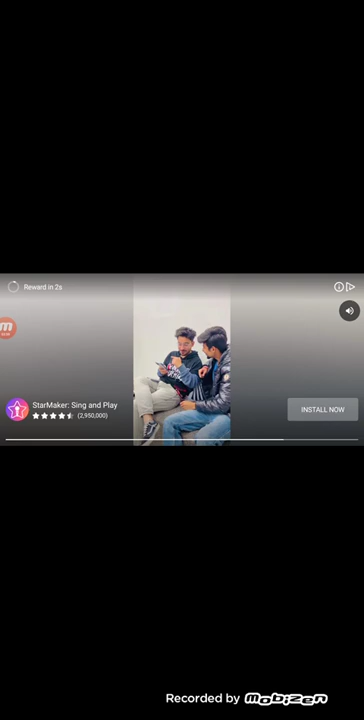 Reward in 2s
StarMaker: Sing and Play
(2,950,000)
INSTALL NOW
Recorded by mobizen